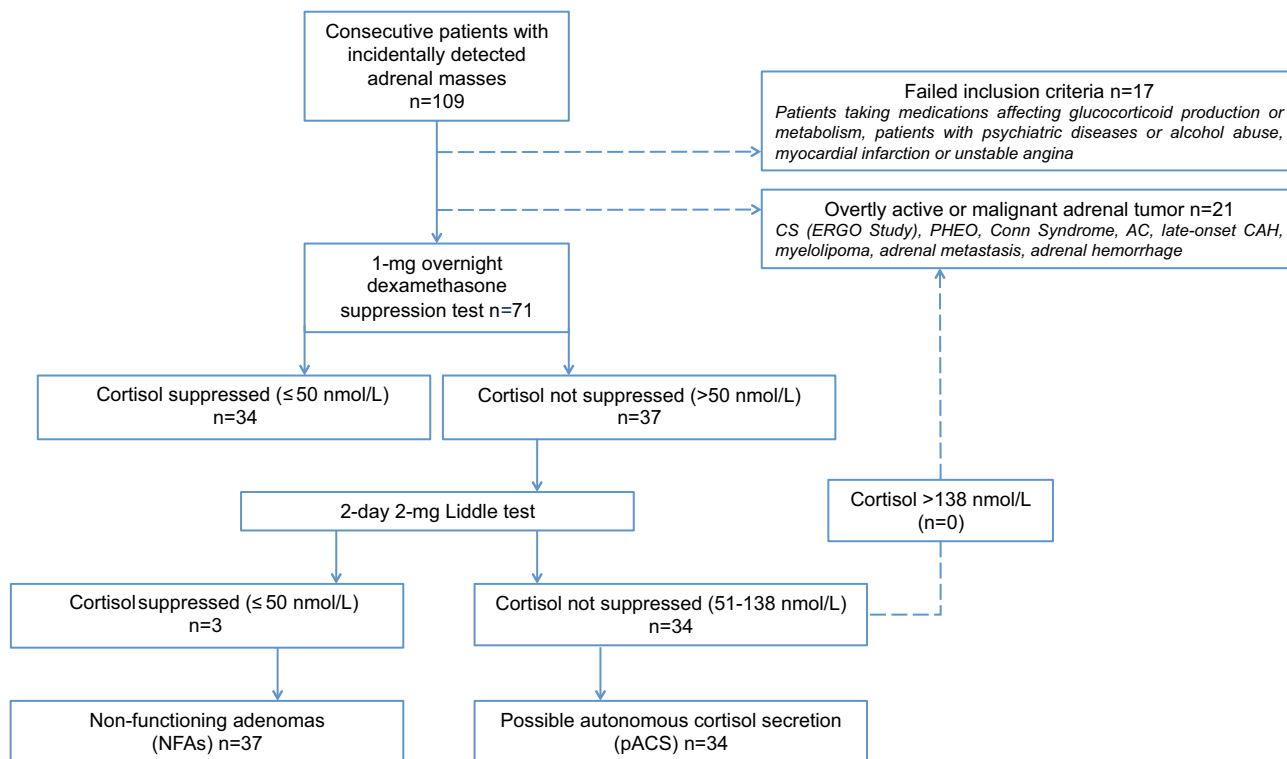 Consecutive patients with
incidentally detected
adrenal masses
n=109
Failed inclusion criteria n=17
Patients taking medications affecting glucocorticoid production or
metabolism, patients with psychiatric diseases or alcohol abuse,
myocardial infarction or unstable angina
Overtly active or malignant adrenal tumor n=21
CS (ERGO Study), PHEO, Conn Syndrome, AC, late-onset CAH,
myelolipoma, adrenal metastasis, adrenal hemorrhage
1-mg overnight
dexamethasone
suppression test n=71
Cortisol suppressed (≤ 50 nmol/L)
n=34
Cortisol not suppressed (>50 nmol/L)
n=37
2-day 2-mg Liddle test
Cortisol >138 nmol/L
(n=0)
Cortisol suppressed (≤ 50 nmol/L)
n=3
Cortisol not suppressed (51-138 nmol/L)
n=34
Non-functioning adenomas
(NFAs) n=37
Possible autonomous cortisol secretion
(pACS) n=34